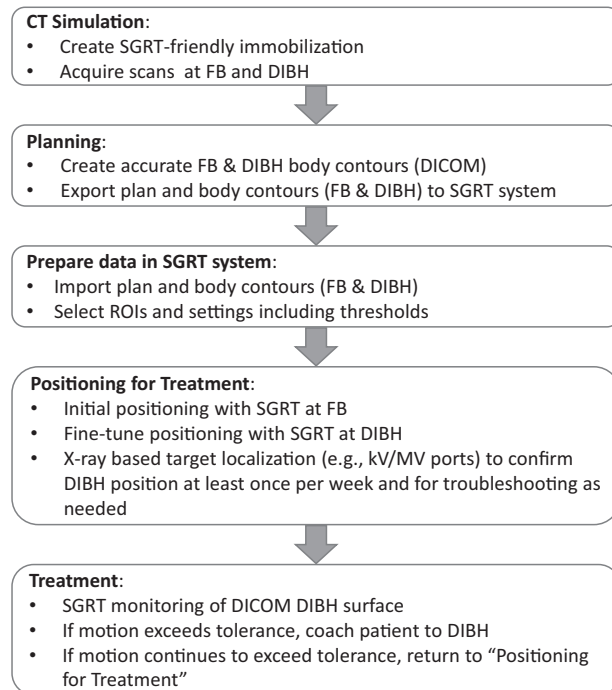 CT Simulation:
• Create SGRT-friendly immobilization
• Acquire scans at FB and DIBH
Planning:
• Create accurate FB & DIBH body contours (DICOM)
• Export plan and body contours (FB & DIBH) to SGRT system
Prepare data in SGRT system:
• Import plan and body contours (FB & DIBH)
• Select ROIs and settings including thresholds
Positioning for Treatment:
• Initial positioning with SGRT at FB
• Fine-tune positioning with SGRT at DIBH
• X-ray based target localization (e.g., kV/MV ports) to confirm
DIBH position at least once per week and for troubleshooting as
needed
Treatment:
• SGRT monitoring of DICOM DIBH surface
• If motion exceeds tolerance, coach patient to DIBH
• If motion continues to exceed tolerance, return to “Positioning
for Treatment”